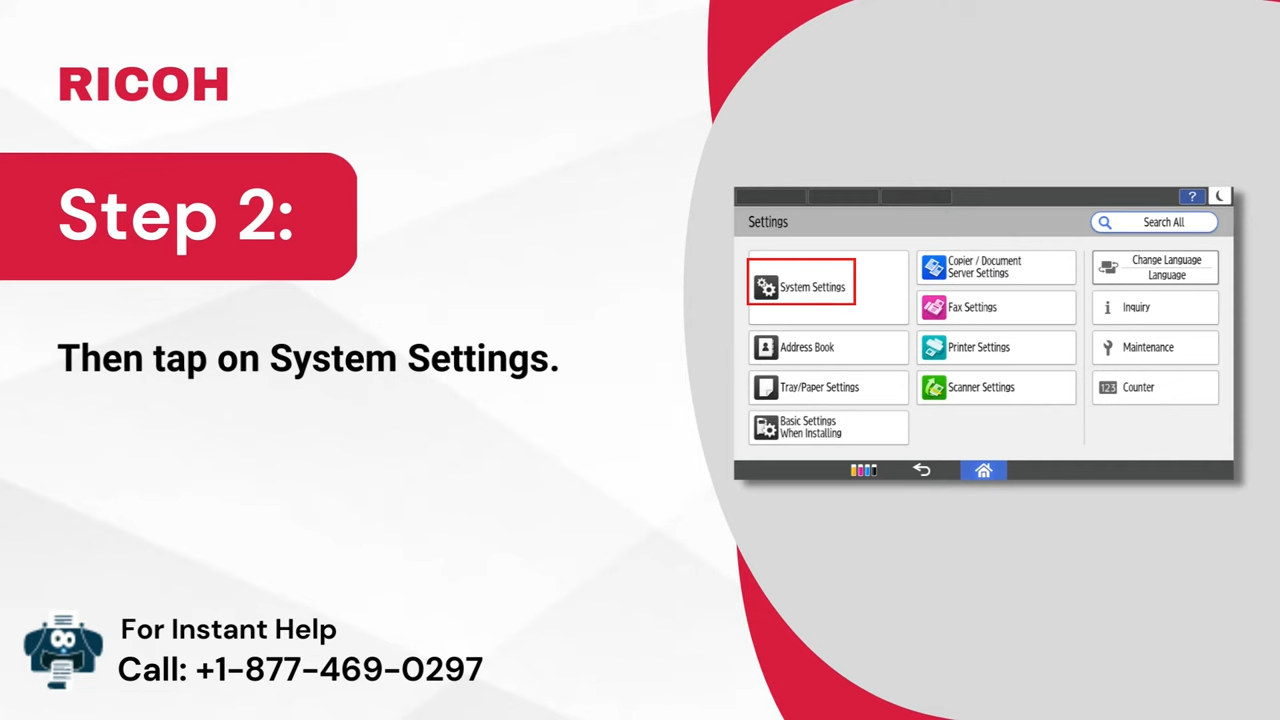 RICOH
Step 2:
Then tap on System Settings.
?
Settings
Search All
System Settings
Copier / Document
Server Settings
Change Language
Language
Fax Settings
i Inquiry
Address Book
Printer Settings
Maintenance
Tray/Paper Settings
Scanner Settings
123 Counter
Basic Settings
When Installing
For Instant Help
Call: +1-877-469-0297